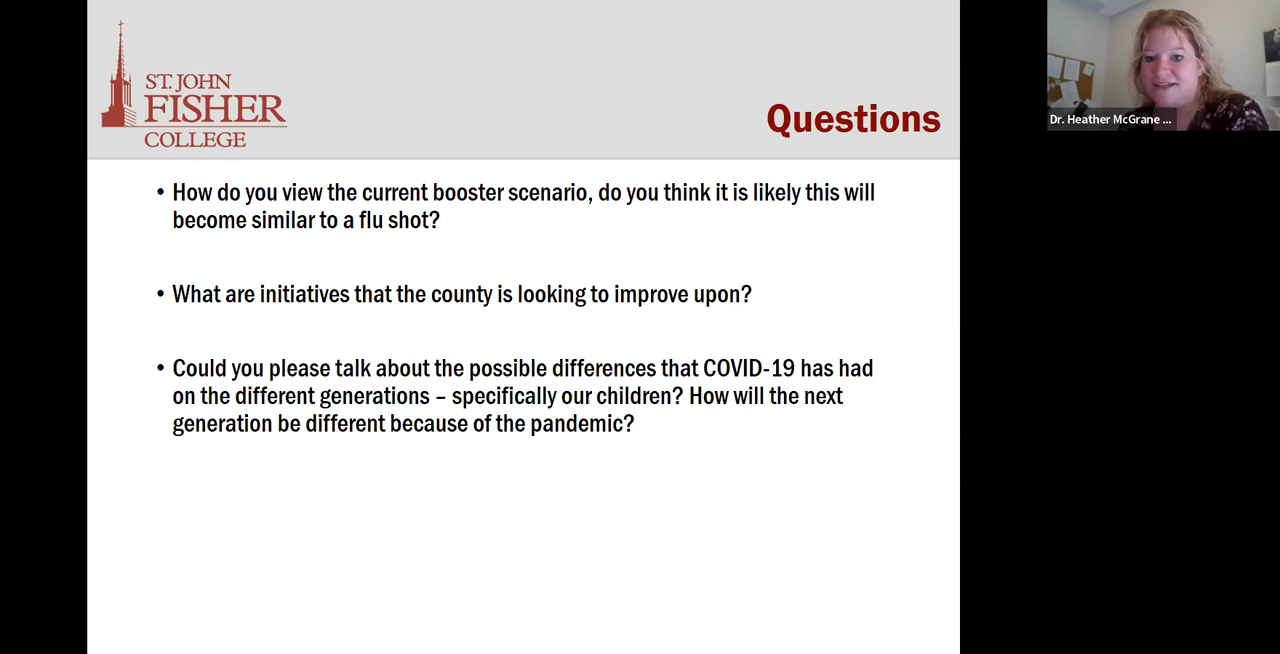 ST. JOHN
FISHER
COLLEGE
Questions
Dr. Heather McGrane ...
• How do you view the current booster scenario, do you think it is likely this will
become similar to a flu shot?
• What are initiatives that the county is looking to improve upon?
• Could you please talk about the possible differences that COVID-19 has had
on the different generations – specifically our children? How will the next
generation be different because of the pandemic?